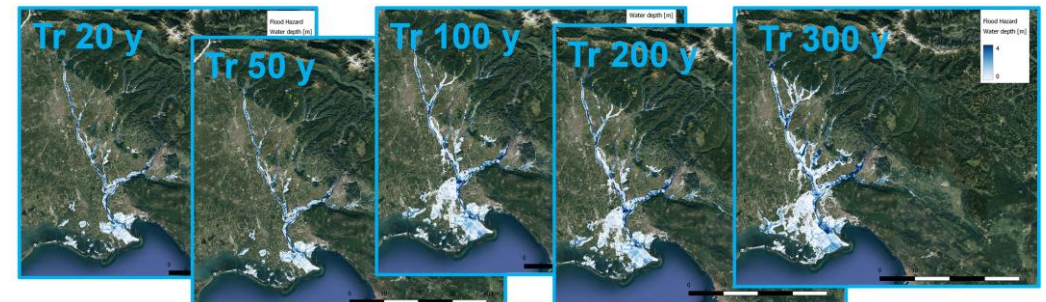 Tr 20 y
Flood Hazard
Water depth [m]
Tr 50 y
Tr 100 y
Water depth [m]
Tr 200 y
Tr 300 y
Flood Hazard
Water depth [m]
4
0